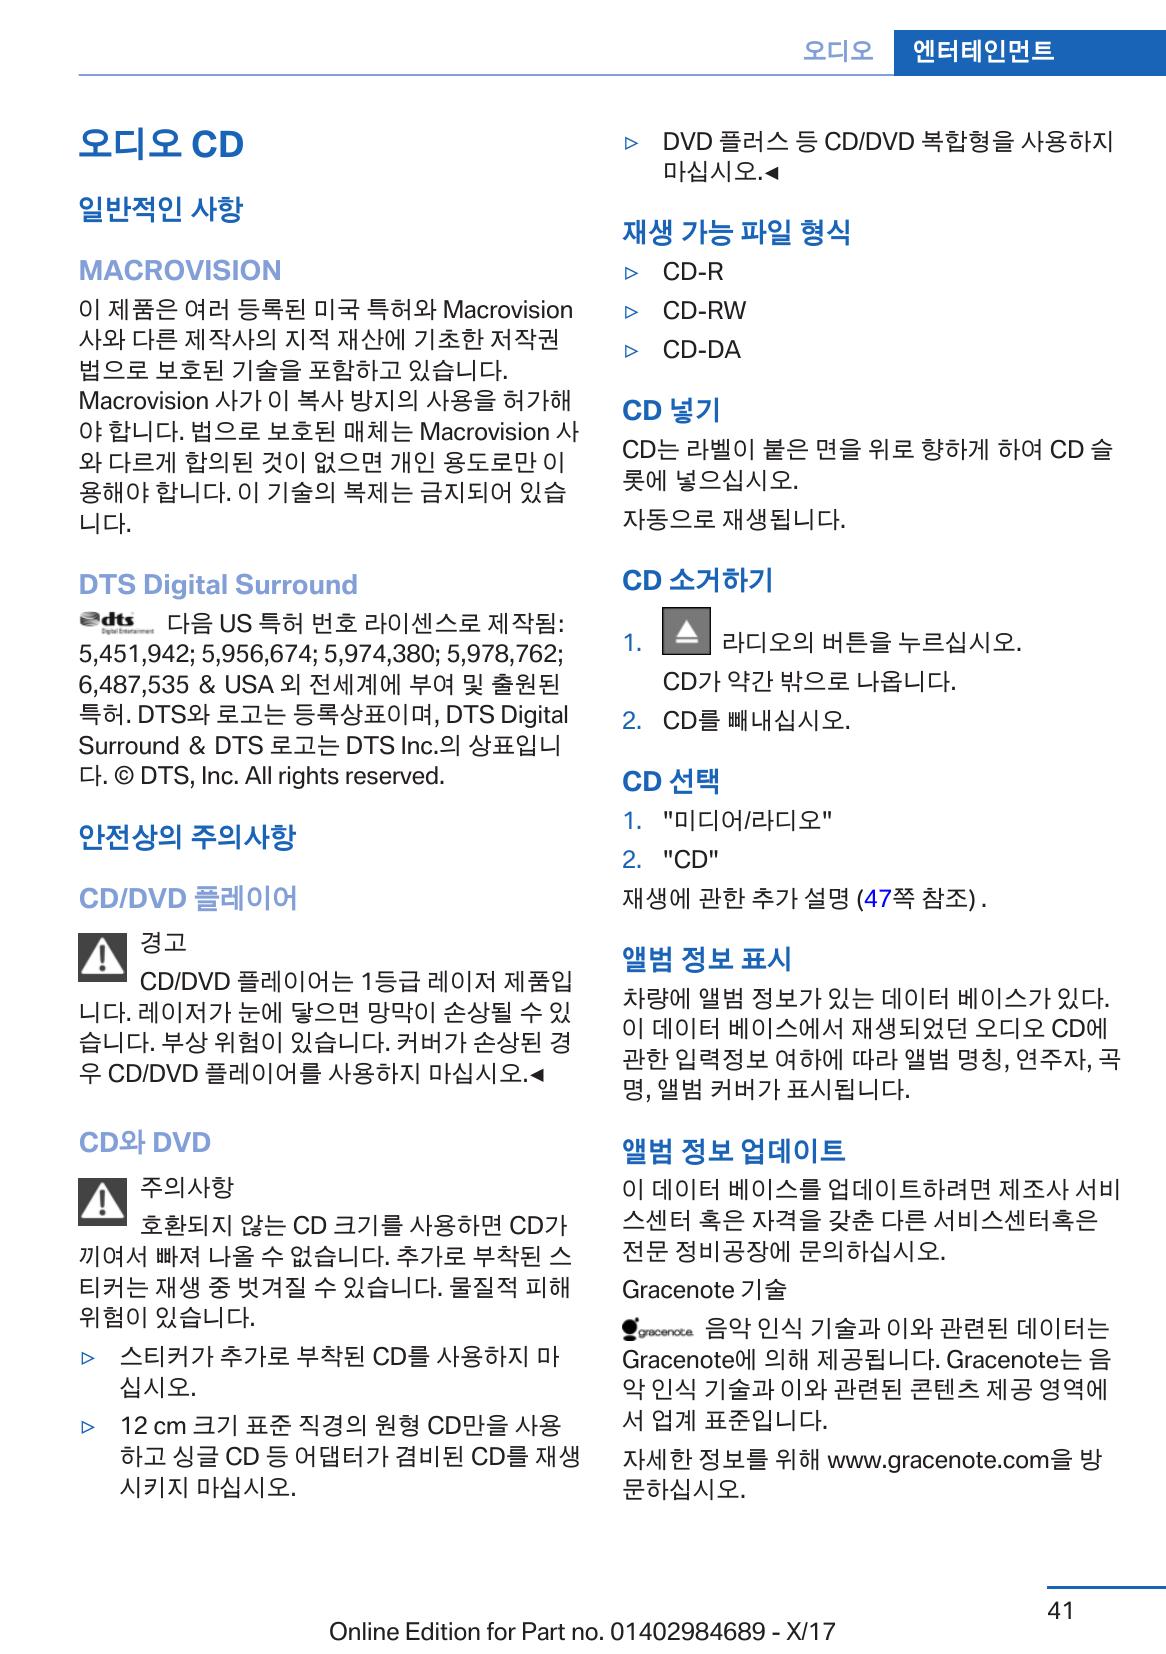 오디오 엔터테인먼트
오디오 CD
일반적인 사항
MACROVISION
이 제품은 여러 등록된 미국 특허와 Macrovision
사와 다른 제작사의 지적 재산에 기초한 저작권
법으로 보호된 기술을 포함하고 있습니다.
Macrovision 사가 이 복사 방지의 사용을 허가해
야 합니다. 법으로 보호된 매체는 Macrovision 사
와 다르게 합의된 것이 없으면 개인 용도로만 이
용해야 합니다. 이 기술의 복제는 금지되어 있습
니다.
DTS Digital Surround
dts Digital Entertainment 다음 US 특허 번호 라이센스로 제작됨:
5,451,942; 5,956,674; 5,974,380; 5,978,762;
6,487,535 & USA 외 전세계에 부여 및 출원된
특허. DTS와 로고는 등록상표이며, DTS Digital
Surround & DTS 로고는 DTS Inc.의 상표입니
다. © DTS, Inc. All rights reserved.
안전상의 주의사항
CD/DVD 플레이어
경고
CD/DVD 플레이어는 1등급 레이저 제품입
니다. 레이저가 눈에 닿으면 망막이 손상될 수 있
습니다. 부상 위험이 있습니다. 커버가 손상된 경
우 CD/DVD 플레이어를 사용하지 마십시오.◀
CD와 DVD
주의사항
호환되지 않는 CD 크기를 사용하면 CD가
끼여서 빠져 나올 수 없습니다. 추가로 부착된 스
티커는 재생 중 벗겨질 수 있습니다. 물질적 피해
위험이 있습니다.
▷ 스티커가 추가로 부착된 CD를 사용하지 마
십시오.
▷ 12 cm 크기 표준 직경의 원형 CD만을 사용
하고 싱글 CD 등 어댑터가 겸비된 CD를 재생
시키지 마십시오.
▷ DVD 플러스 등 CD/DVD 복합형을 사용하지
마십시오.◀
재생 가능 파일 형식
▷ CD-R
▷ CD-RW
▷ CD-DA
CD 넣기
CD는 라벨이 붙은 면을 위로 향하게 하여 CD 슬
롯에 넣으십시오.
자동으로 재생됩니다.
CD 소거하기
1. 라디오의 버튼을 누르십시오.
CD가 약간 밖으로 나옵니다.
2. CD를 빼내십시오.
CD 선택
1. "미디어/라디오"
2. "CD"
재생에 관한 추가 설명 (47쪽 참조) .
앨범 정보 표시
차량에 앨범 정보가 있는 데이터 베이스가 있다.
이 데이터 베이스에서 재생되었던 오디오 CD에
관한 입력정보 여하에 따라 앨범 명칭, 연주자, 곡
명, 앨범 커버가 표시됩니다.
앨범 정보 업데이트
이 데이터 베이스를 업데이트하려면 제조사 서비
스센터 혹은 자격을 갖춘 다른 서비스센터혹은
전문 정비공장에 문의하십시오.
Gracenote 기술
gracenote. 음악 인식 기술과 이와 관련된 데이터는
Gracenote에 의해 제공됩니다. Gracenote는 음
악 인식 기술과 이와 관련된 콘텐츠 제공 영역에
서 업계 표준입니다.
자세한 정보를 위해 www.gracenote.com을 방
문하십시오.
41
Online Edition for Part no. 01402984689 - X/17